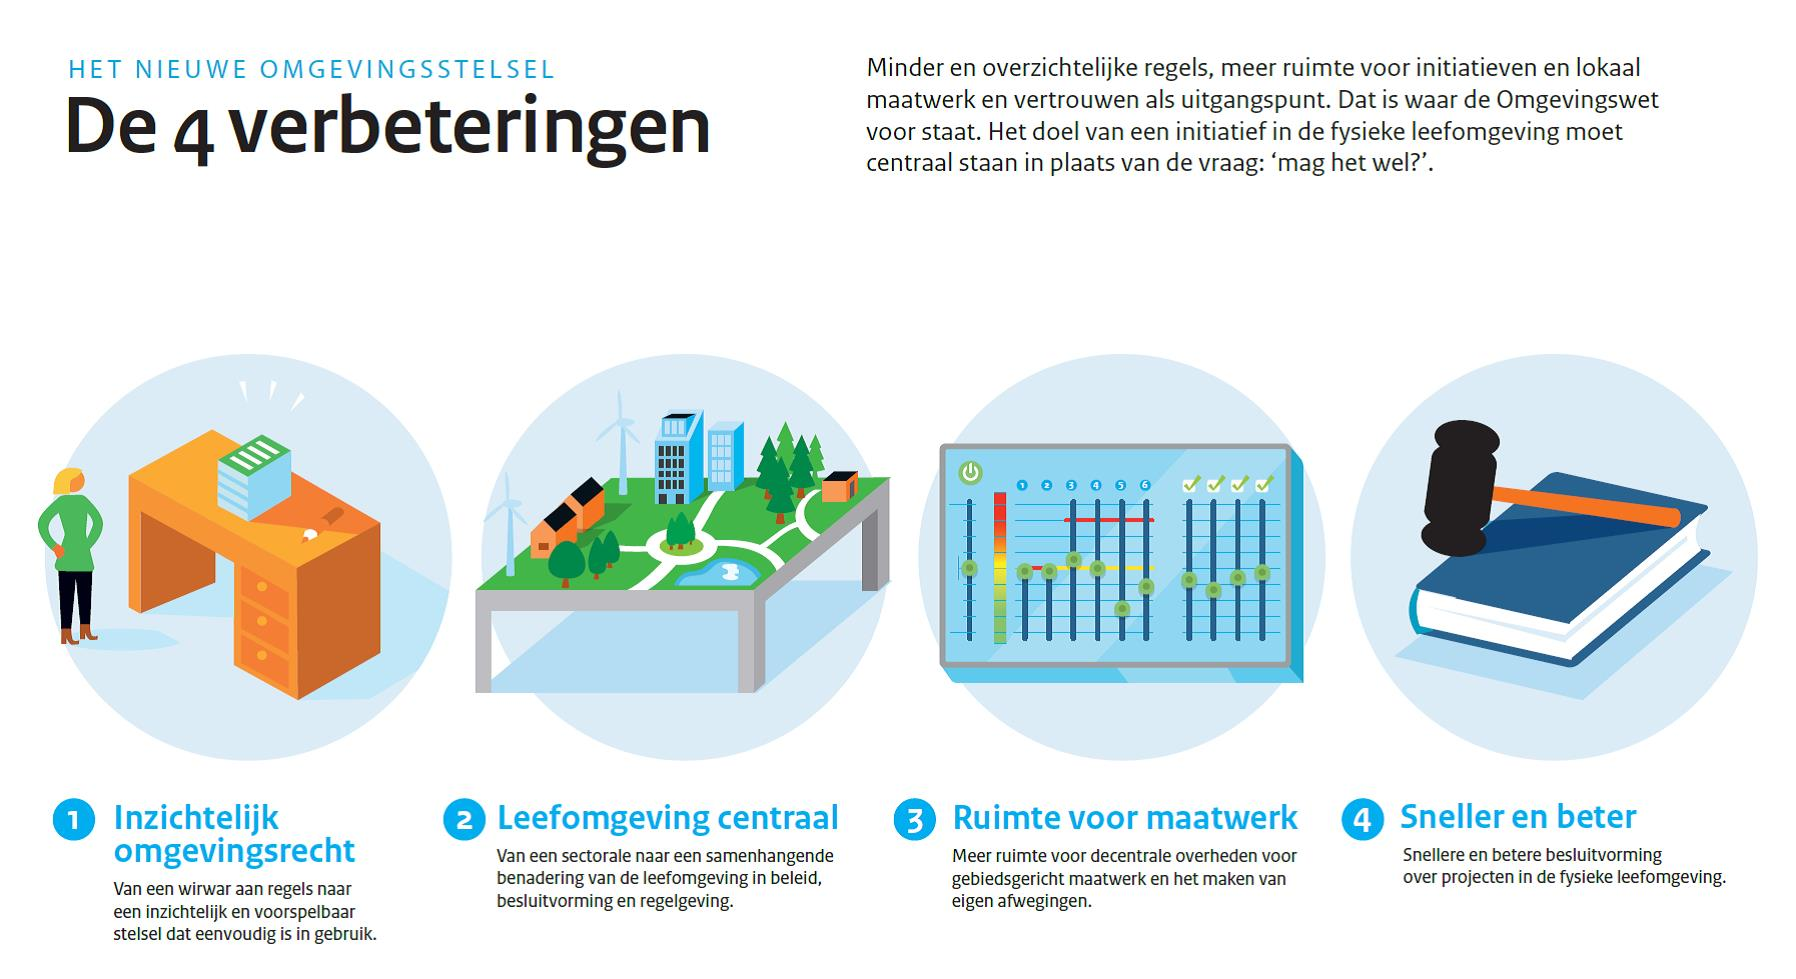 HET NIEUWE OMGEVINGSSTELSEL
De 4 verbeteringen
Minder en overzichtelijke regels, meer ruimte voor initiatieven en lokaal
maatwerk en vertrouwen als uitgangspunt. Dat is waar de Omgevingswet
voor staat. Het doel van een initiatief in de fysieke leefomgeving moet
centraal staan in plaats van de vraag: ‘mag het wel?’.
1 2 3 4 5 6
1 Inzichtelijk
omgevingsrecht
Van een wirwar aan regels naar
een inzichtelijk en voorspelbaar
stelsel dat eenvoudig is in gebruik.
2 Leefomgeving centraal
Van een sectorale naar een samenhangende
benadering van de leefomgeving in beleid,
besluitvorming en regelgeving.
3 Ruimte voor maatwerk
Meer ruimte voor decentrale overheden voor
gebiedsgericht maatwerk en het maken van
eigen afwegingen.
4 Sneller en beter
Snellere en betere besluitvorming
over projecten in de fysieke leefomgeving.